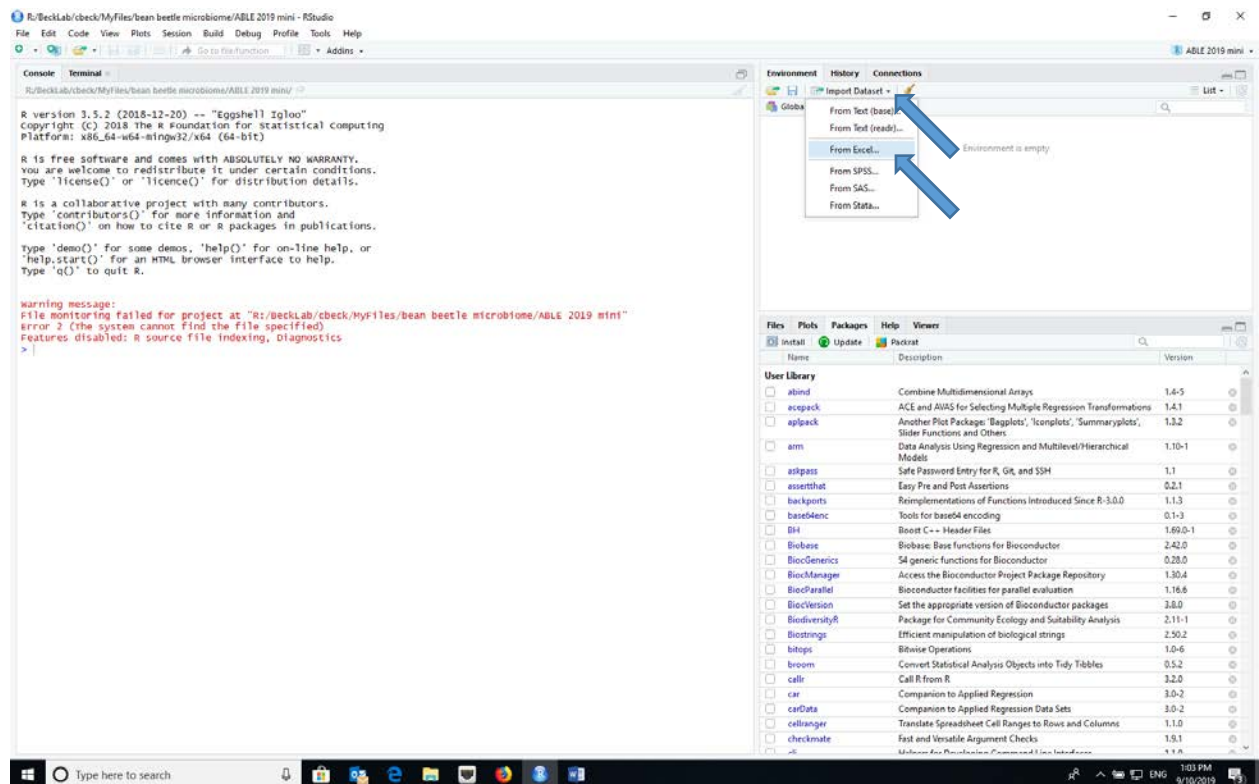 R:/BeckLab/cbeck/MyFiles/bean beetle microbiome/ABLE 2019 mini - RStudio
File Edit Code View Plots Session Build Debug Profile Tools Help
Go to file/function Addins ABLE 2019 mini
Console Terminal
R:/BeckLab/cbeck/MyFiles/bean beetle microbiome/ABLE 2019 mini/
R version 3.5.2 (2018-12-20) -- "Eggshell Igloo"
Copyright (C) 2018 The R Foundation for Statistical Computing
Platform: x86_64-w64-mingw32/x64 (64-bit)
R is free software and comes with ABSOLUTELY NO WARRANTY.
You are welcome to redistribute it under certain conditions.
Type 'license()' or 'licence()' for distribution details.
R is a collaborative project with many contributors.
Type 'contributors()' for more information and
'citation()' on how to cite R or R packages in publications.
Type 'demo()' for some demos, 'help()' for on-line help, or
'help.start()' for an HTML browser interface to help.
Type 'q()' to quit R.
Warning message:
File monitoring failed for project at "R:/BeckLab/cbeck/MyFiles/bean beetle microbiome/ABLE 2019 mini"
Error 2 (The system cannot find the file specified)
Features disabled: R source file indexing, Diagnostics
>
Environment History Connections
Import Dataset List
Globa
From Text (base)...
From Text (readr)...
From Excel...
From SPSS...
From SAS...
From Stata...
Environment is empty
Files Plots Packages Help Viewer
Install Update Packrat
Name Description Version
User Library
abind Combine Multidimensional Arrays 1.4-5
acepack ACE and AVAS for Selecting Multiple Regression Transformations 1.4.1
aplpack Another Plot Package: 'Bagplots', 'Iconplots', 'Summaryplots', 1.3.2
Slider Functions and Others
arm Data Analysis Using Regression and Multilevel/Hierarchical 1.10-1
Models
askpass Safe Password Entry for R, Git, and SSH 1.1
assertthat Easy Pre and Post Assertions 0.2.1
backports Reimplementations of Functions Introduced Since R-3.0.0 1.1.3
base64enc Tools for base64 encoding 0.1-3
BH Boost C++ Header Files 1.69.0-1
Biobase Biobase: Base functions for Bioconductor 2.42.0
BiocGenerics S4 generic functions for Bioconductor 0.28.0
BiocManager Access the Bioconductor Project Package Repository 1.30.4
BiocParallel Bioconductor facilities for parallel evaluation 1.16.6
BiocVersion Set the appropriate version of Bioconductor packages 3.8.0
BiodiversityR Package for Community Ecology and Suitability Analysis 2.11-1
Biostrings Efficient manipulation of biological strings 2.50.2
bitops Bitwise Operations 1.0-6
broom Convert Statistical Analysis Objects into Tidy Tibbles 0.5.2
callr Call R from R 3.2.0
car Companion to Applied Regression 3.0-2
carData Companion to Applied Regression Data Sets 3.0-2
cellranger Translate Spreadsheet Cell Ranges to Rows and Columns 1.1.0
checkmate Fast and Versatile Argument Checks 1.9.1
cli Helpers for Developing Command Line Interfaces 1.1.0
Type here to search
ENG 1:03 PM
9/10/2019